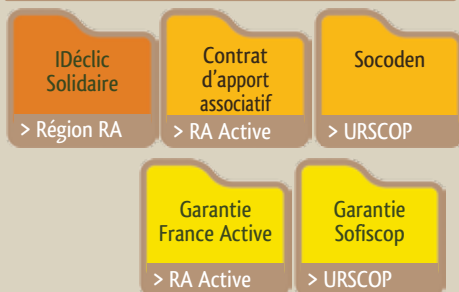 IDéclic
Solidaire
> Région RA
Contrat
d'apport
associatif
> RA Active
Socoden
> URSCOP
Garantie
France Active
> RA Active
Garantie
Sofiscop
> URSCOP